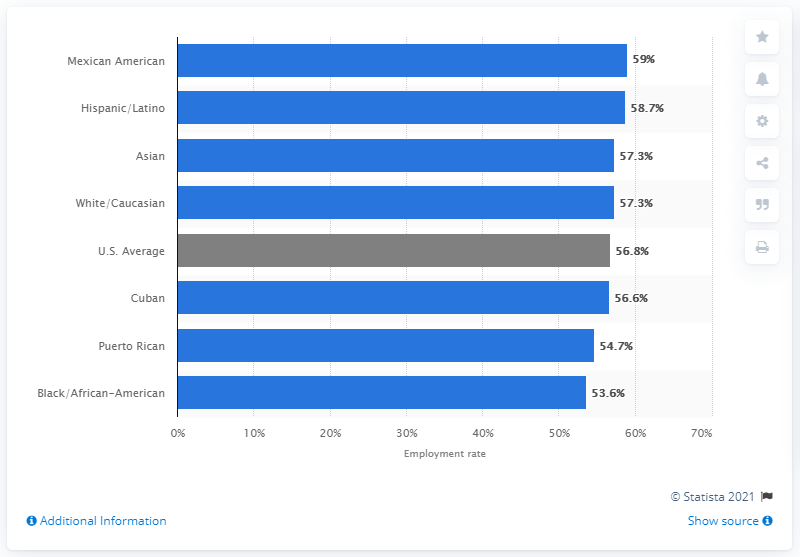 Mexican American 59%
Hispanic/Latino 58.7%
Asian 57.3%
White/Caucasian 57.3%
U.S. Average 56.8%
Cuban 56.6%
Puerto Rican 54.7%
Black/African-American 53.6%
0% 10% 20% 30% 40% 50% 60% 70%
Employment rate
© Statista 2021
Additional Information
Show source